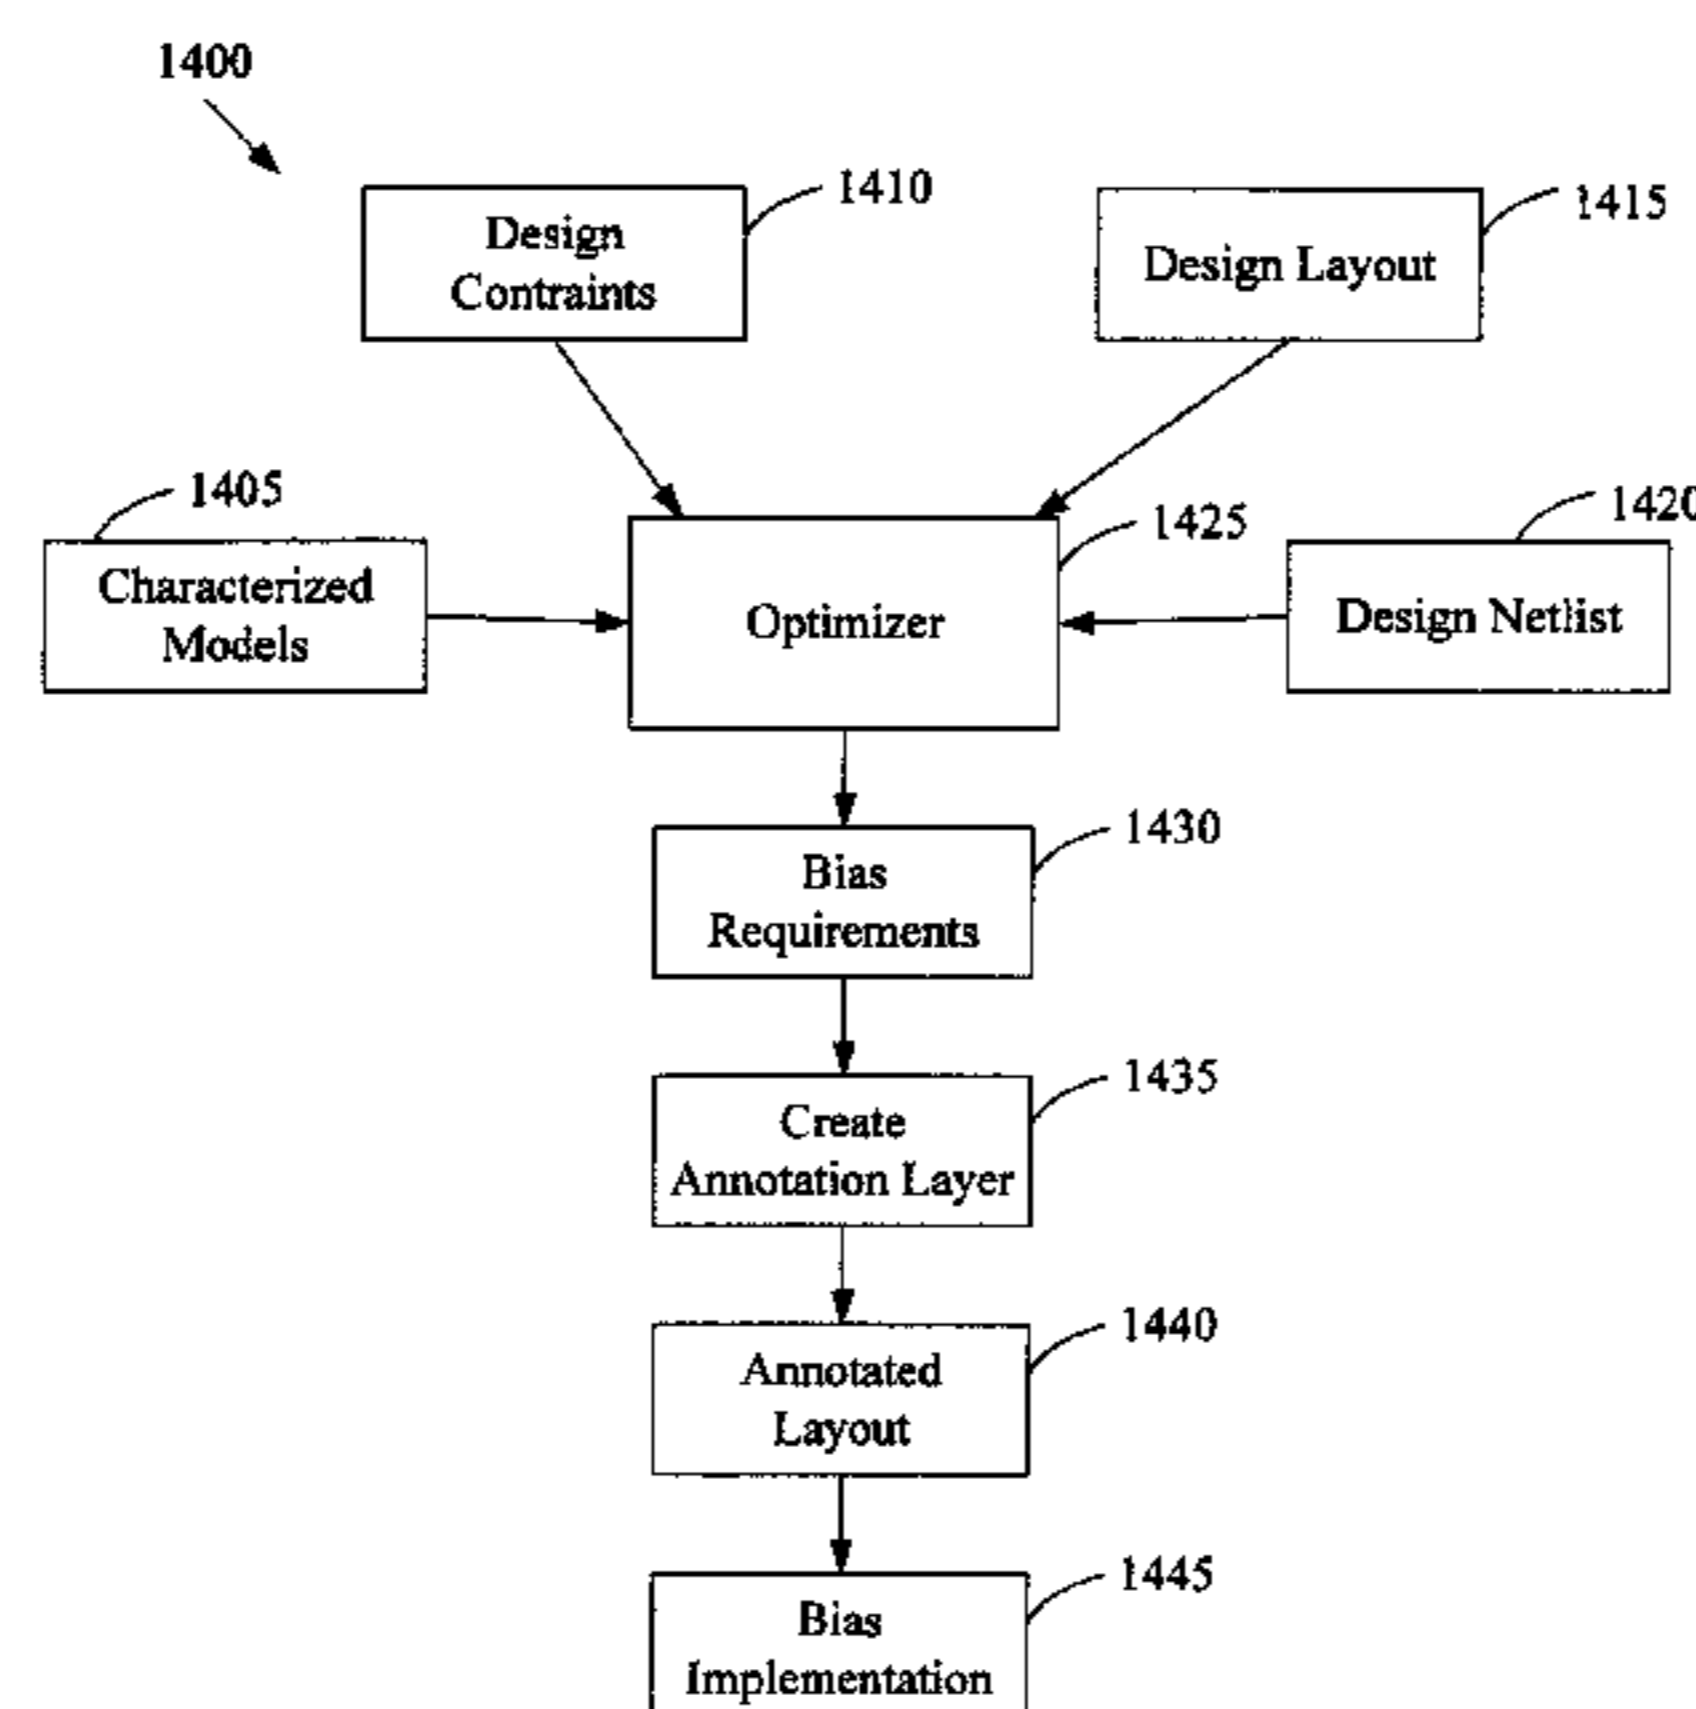 1400
1410
Design
Contraints
1415
Design Layout
1405
Characterized
Models
1425
Optimizer
1420
Design Netlist
1430
Bias
Requirements
1435
Create
Annotation Layer
1440
Annotated
Layout
1445
Bias
Implementation